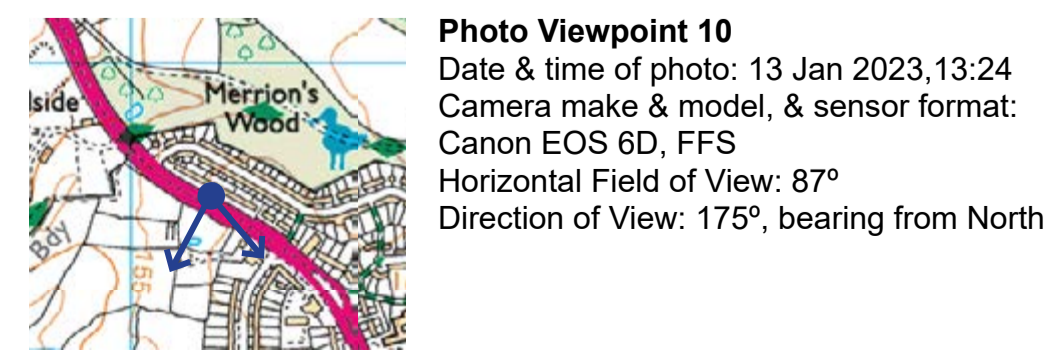 Photo Viewpoint 10
Date & time of photo: 13 Jan 2023,13:24
Camera make & model, & sensor format:
Canon EOS 6D, FFS
Horizontal Field of View: 87º
Direction of View: 175º, bearing from North
lside
Merrion's
Wood
Bay
155